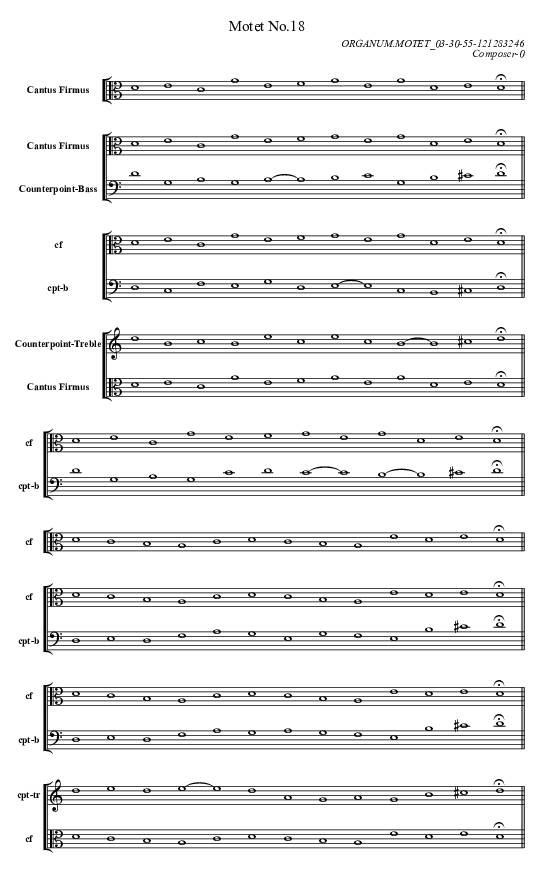 Motet No.18
ORGANUM.MOTET_03-30-55-121283246
Composer-0
Cantus Firmus
Cantus Firmus
Counterpoint-Bass
cf
cpt-b
Counterpoint-Treble
Cantus Firmus
cf
cpt-b
cf
cf
cpt-b
cf
cpt-b
cpt-tr
cf